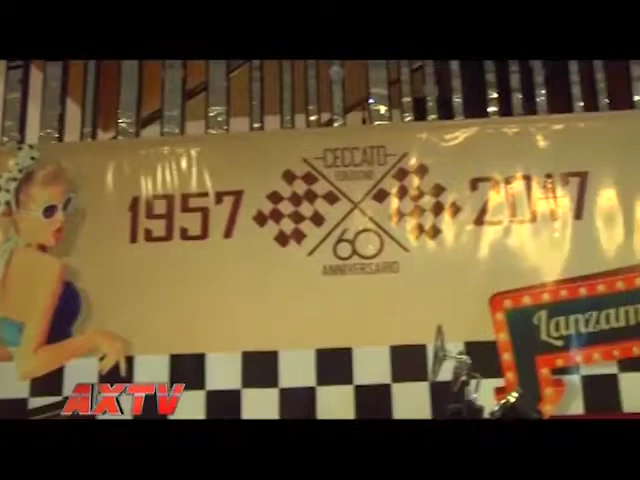 CECCATO
EDIZIONE
1957
2017
60
ANNIVERSARIO
Lanzam
AXTV